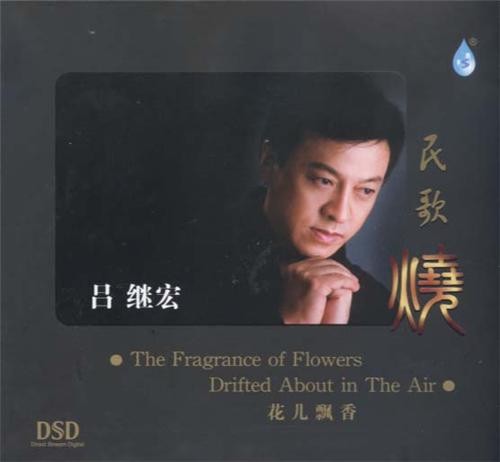 S
民歌
燒
吕 继宏
The Fragrance of Flowers
Drifted About in The Air
花儿飘香
DSD
Direct Stream Digital